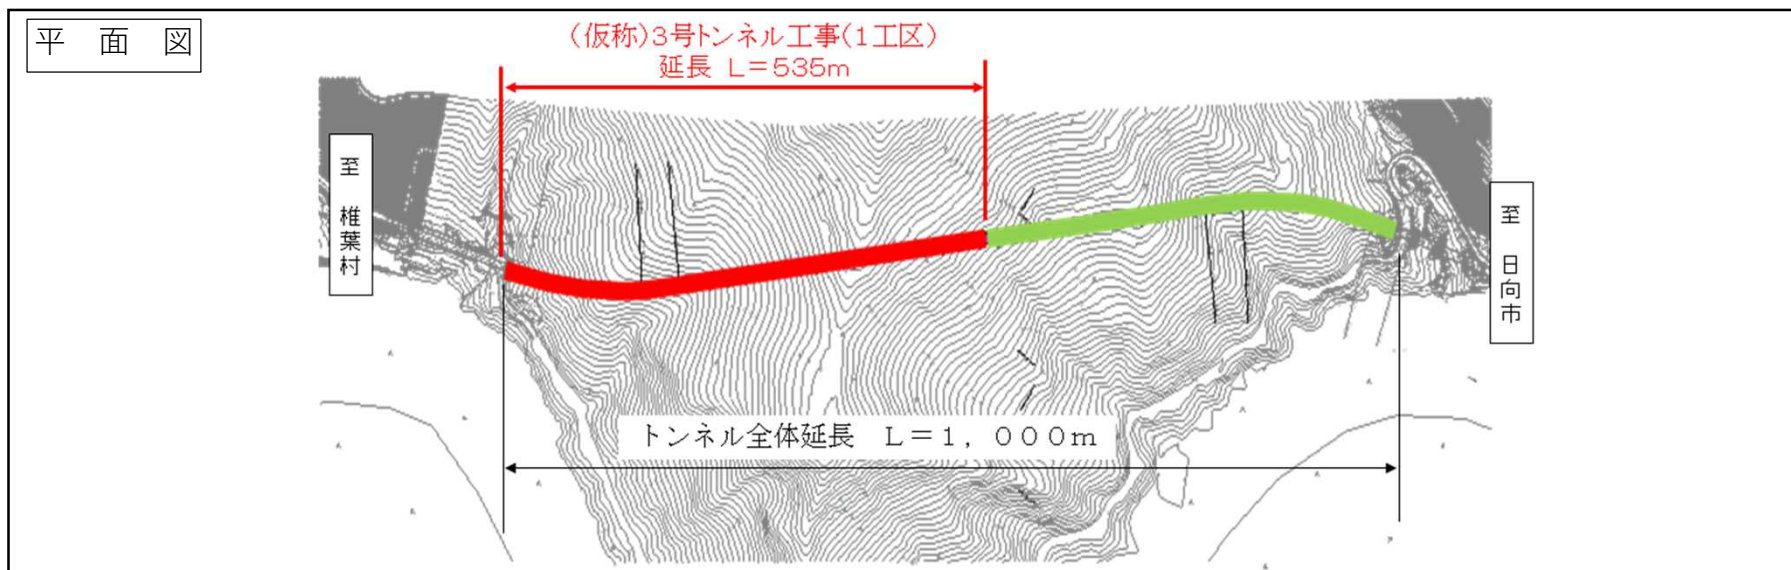 平　面　図
（仮称）3号トンネル工事（1工区）
延長 L＝535m
至　椎葉村
至　日向市
トンネル全体延長　L＝1，000m